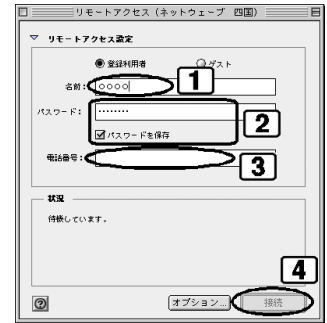 リモートアクセス（ネットウェーブ 四国）
リモートアクセス設定
登録利用者 ゲスト
名前： oooo 1
パスワード： ········ 2
パスワードを保存
電話番号： 3
状況
待機しています。
4
? オプション... 接続